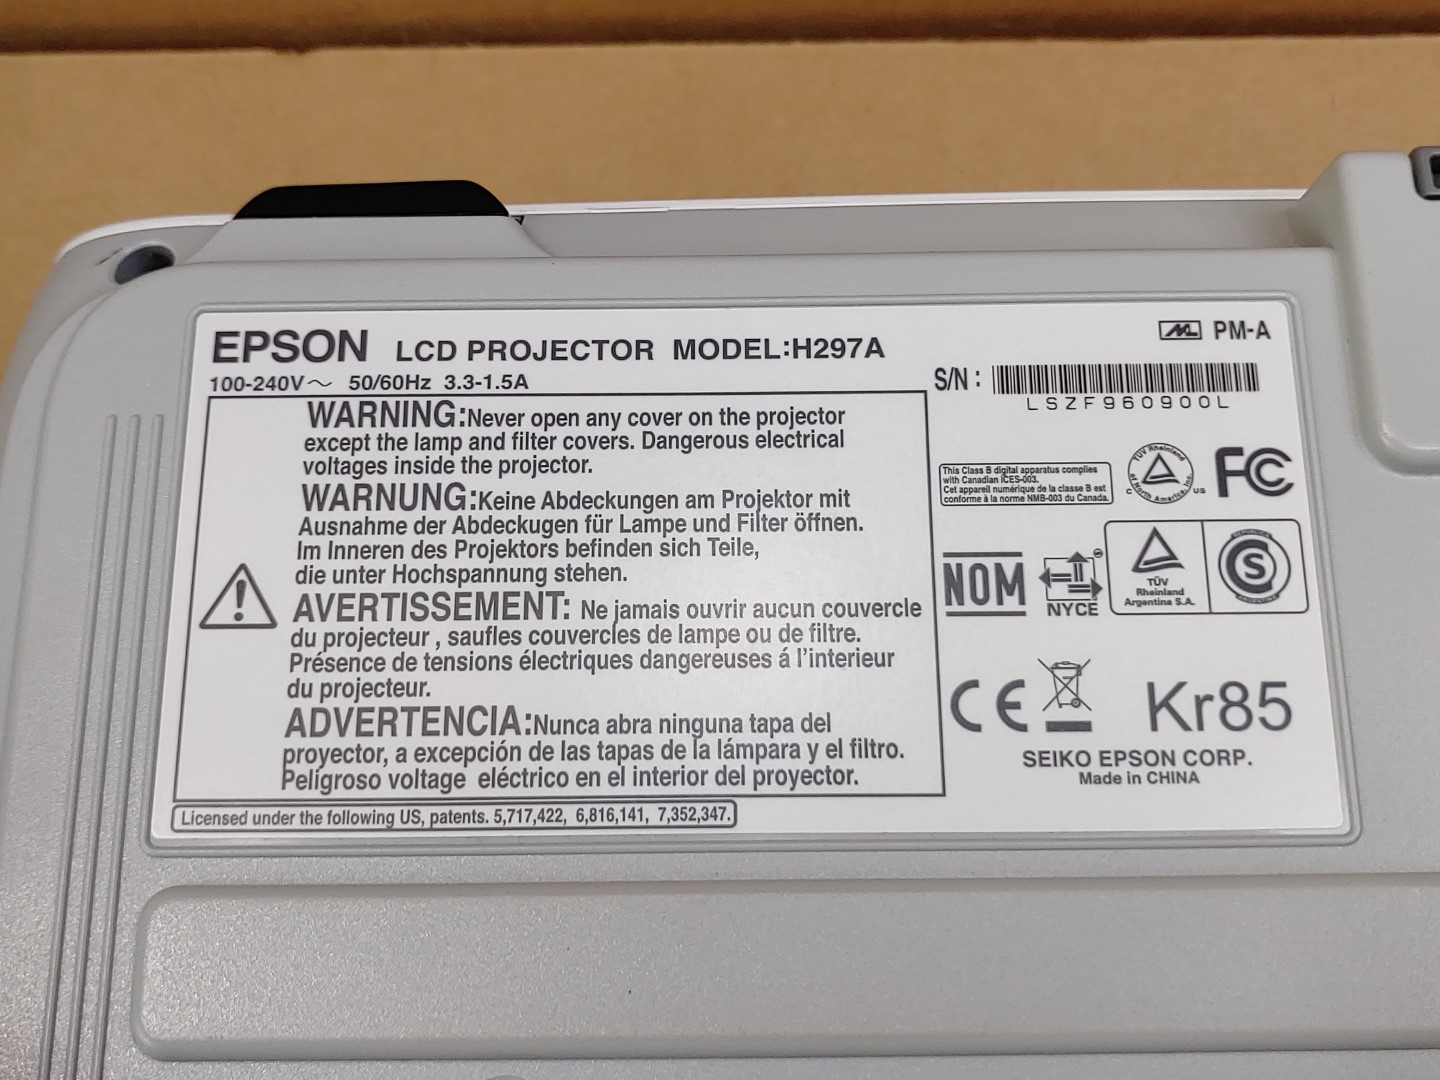 EPSON LCD PROJECTOR MODEL:H297A
100-240V～ 50/60Hz 3.3-1.5A
WARNING:Never open any cover on the projector
except the lamp and filter covers. Dangerous electrical
voltages inside the projector.
WARNUNG:Keine Abdeckungen am Projektor mit
Ausnahme der Abdeckugen für Lampe und Filter öffnen.
Im Inneren des Projektors befinden sich Teile,
die unter Hochspannung stehen.
AVERTISSEMENT: Ne jamais ouvrir aucun couvercle
du projecteur , saufles couvercles de lampe ou de filtre.
Présence de tensions électriques dangereuses á l'interieur
du projecteur.
ADVERTENCIA:Nunca abra ninguna tapa del
proyector, a excepción de las tapas de la lámpara y el filtro.
Peligroso voltage eléctrico en el interior del proyector.
Licensed under the following US, patents. 5,717,422, 6,816,141, 7,352,347.
PM-A
S/N :
LSZF960900L
This Class B digital apparatus complies
with Canadian ICES-003.
Cet appareil numérique de la classe B est
conforme à la norme NMB-003 du Canada.
TÜV Rheinland
of North America, Inc.
C US
FC
NOM
NYCE
TÜV
Rheinland
Argentina S.A.
S
ARGENTINA
CE
Kr85
SEIKO EPSON CORP.
Made in CHINA